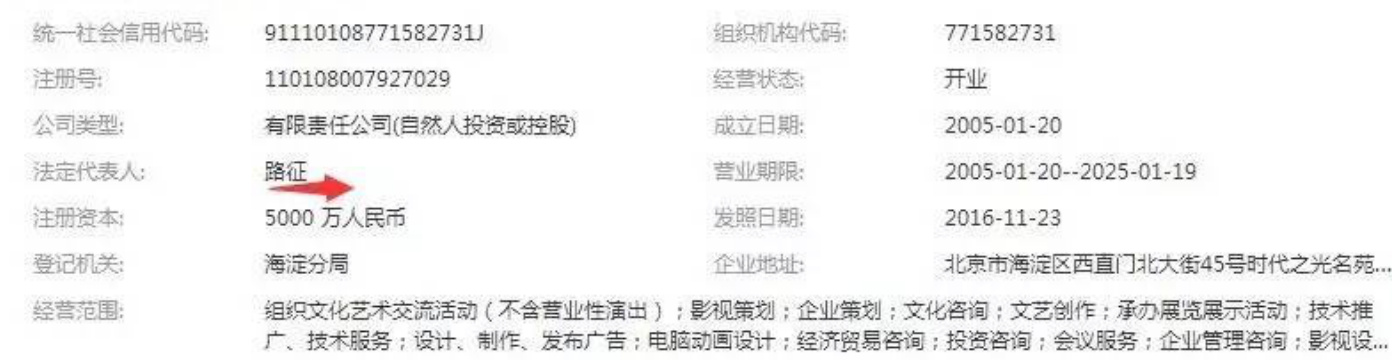 统一社会信用代码: 91110108771582731J 组织机构代码: 771582731
注册号: 110108007927029 经营状态: 开业
公司类型: 有限责任公司(自然人投资或控股) 成立日期: 2005-01-20
法定代表人: 路征 营业期限: 2005-01-20--2025-01-19
注册资本: 5000 万人民币 发照日期: 2016-11-23
登记机关: 海淀分局 企业地址: 北京市海淀区西直门北大街45号时代之光名苑...
经营范围: 组织文化艺术交流活动(不含营业性演出);影视策划;企业策划;文化咨询;文艺创作;承办展览展示活动;技术推
广、技术服务;设计、制作、发布广告;电脑动画设计;经济贸易咨询;投资咨询;会议服务;企业管理咨询;影视设...